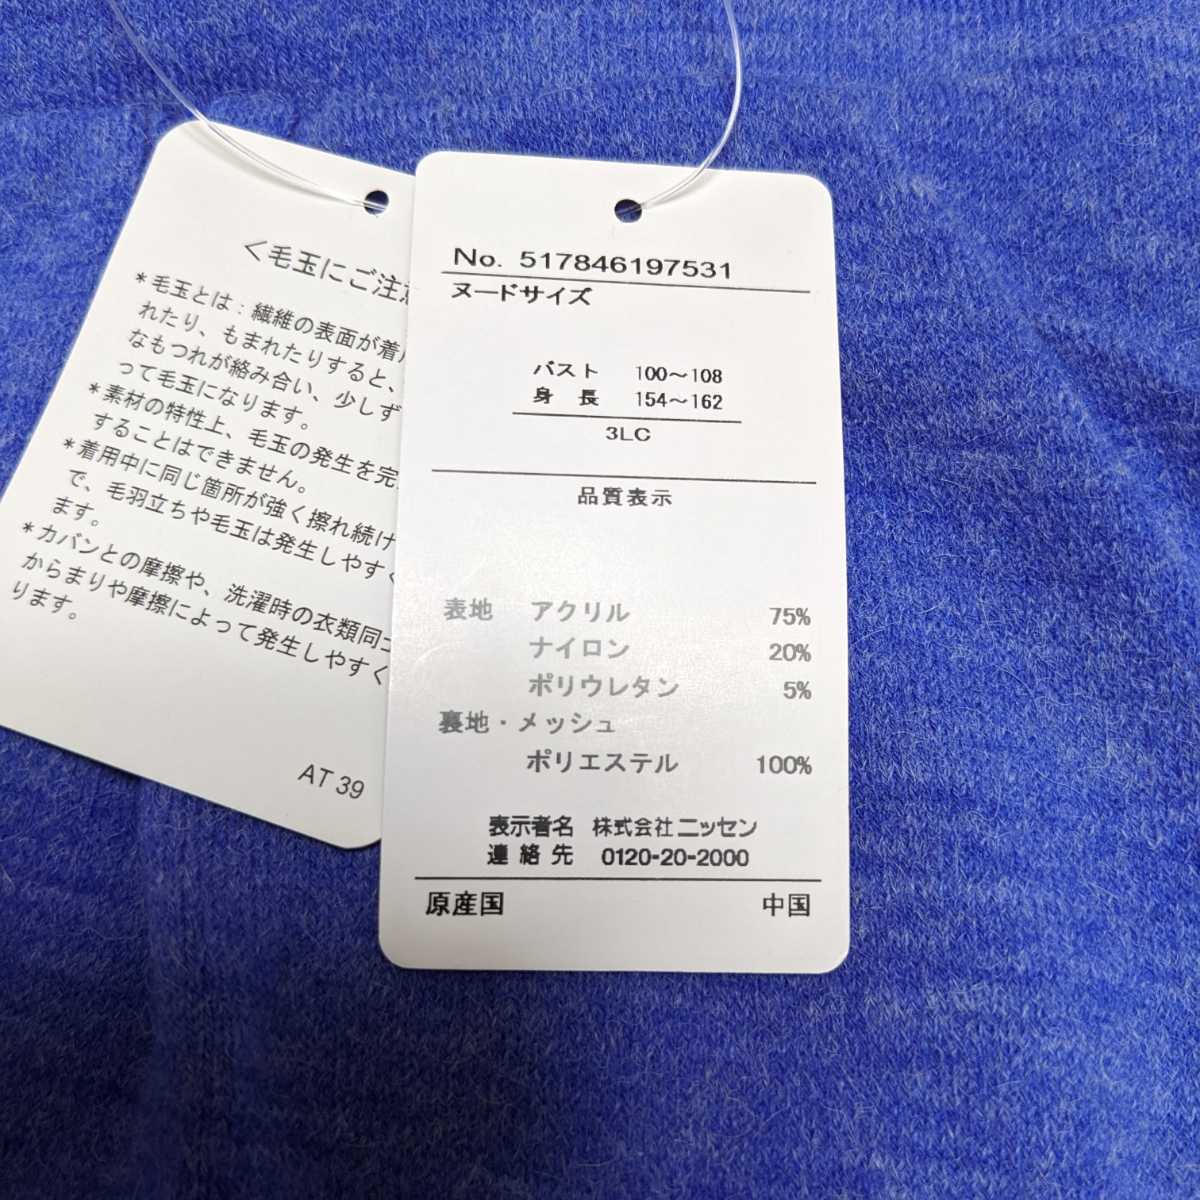 ＜毛玉にご注意
*毛玉とは：繊維の表面が着用
れたり、もまれたりすると、
なもつれが絡み合い、少しず
って毛玉になります。
*素材の特性上、毛玉の発生を完
することはできません。
*着用中に同じ箇所が強く擦れ続け
で、毛羽立ちや毛玉は発生しやすく
ます。
*カバンとの摩擦や、洗濯時の衣類同士
からまりや摩擦によって発生しやすく
ります。
AT 39
No. 517846197531
ヌードサイズ
バスト 100～108
身長 154～162
3LC
品質表示
表地 アクリル 75%
ナイロン 20%
ポリウレタン 5%
裏地・メッシュ
ポリエステル 100%
表示者名 株式会社ニッセン
連絡先 0120-20-2000
原産国 中国